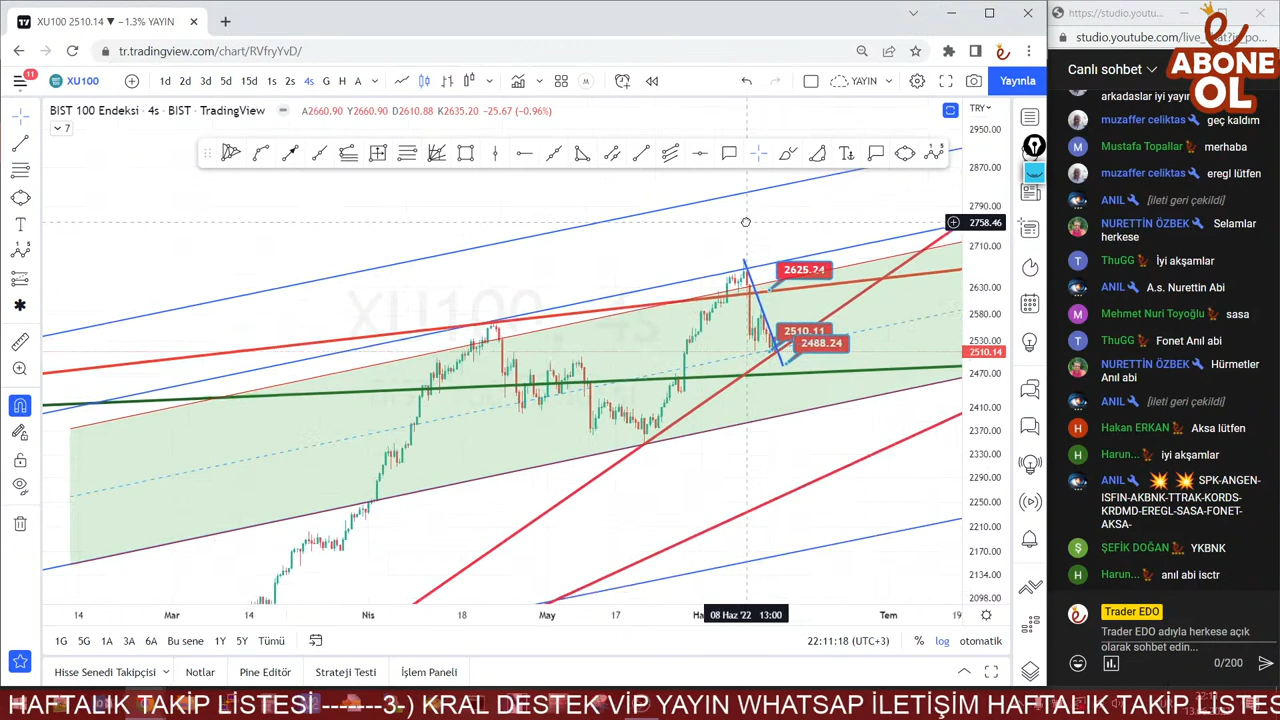 XU100 2510.14 ▼ −1.3% YAYIN
tr.tradingview.com/chart/RVfryYvD/
11
XU100
1d 2d 3d 5d 15d 1s 2s 4s G H A
YAYIN
Yayınla
BIST 100 Endeksi · 4s · BIST · TradingView
A2660.90 Y2660.90 D2610.88 K2635.20 −25.67 (−0.96%)
7
TRY
2950.00
2870.00
2790.00
2758.46
2710.00
2630.00
2580.00
2550.00
2510.14
2470.00
2410.00
2370.00
2330.00
2290.00
2250.00
2210.00
2170.00
2134.00
2098.00
XU100, 4s
2625.24
2510.11
2488.24
14
Mar
14
Nis
18
May
17
08 Haz '22 13:00
Tem
19
1G 5G 1A 3A 6A Bu sene 1Y 5Y Tümü
22:11:18 (UTC+3)
% log otomatik
Hisse Senedi Takipçisi
Notlar
Pine Editör
Strateji Testi
İşlem Paneli
https://studio.youtu...
studio.youtube.com/live_chat?is_po...
e
ABONE
OL
Canlı sohbet
arkadaslar iyi yayır
muzaffer celiktas geç kaldım
Mustafa Topallar merhaba
muzaffer celiktas eregl lütfen
ANIL [ileti geri çekildi]
NURETTİN ÖZBEK Selamlar
herkese
ThuGG İyi akşamlar
ANIL A.s. Nurettin Abi
Mehmet Nuri Toyoğlu sasa
ThuGG Fonet Anıl abi
NURETTİN ÖZBEK Hürmetler
Anıl abi
ANIL [ileti geri çekildi]
Hakan ERKAN Aksa lütfen
Harun... iyi akşamlar
ANIL SPK-ANGEN-
ISFIN-AKBNK-TTRAK-KORDS-
KRDMD-EREGL-SASA-FONET-
AKSA-
ŞEFİK DOĞAN YKBNK
Harun... anıl abi isctr
Trader EDO
Trader EDO adıyla herkese açık
olarak sohbet edin...
0/200
HAFTALIK TAKİP LİSTESİ -------3-) KRAL DESTEK VİP YAYIN WHATSAP İLETİŞİM HAFTALIK TAKİP LİSTES